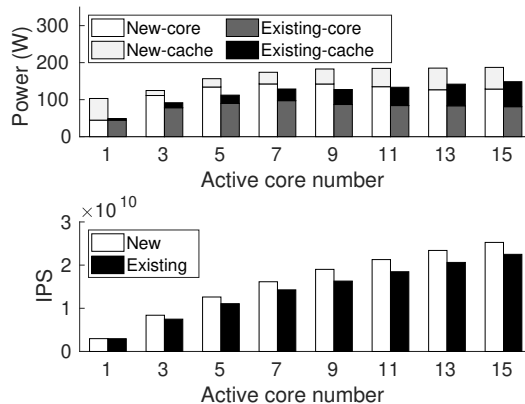 Power (W)
300
200
100
0
New-core
Existing-core
New-cache
Existing-cache
1 3 5 7 9 11 13 15
Active core number
× 10^10
IPS
3
2
1
0
New
Existing
1 3 5 7 9 11 13 15
Active core number